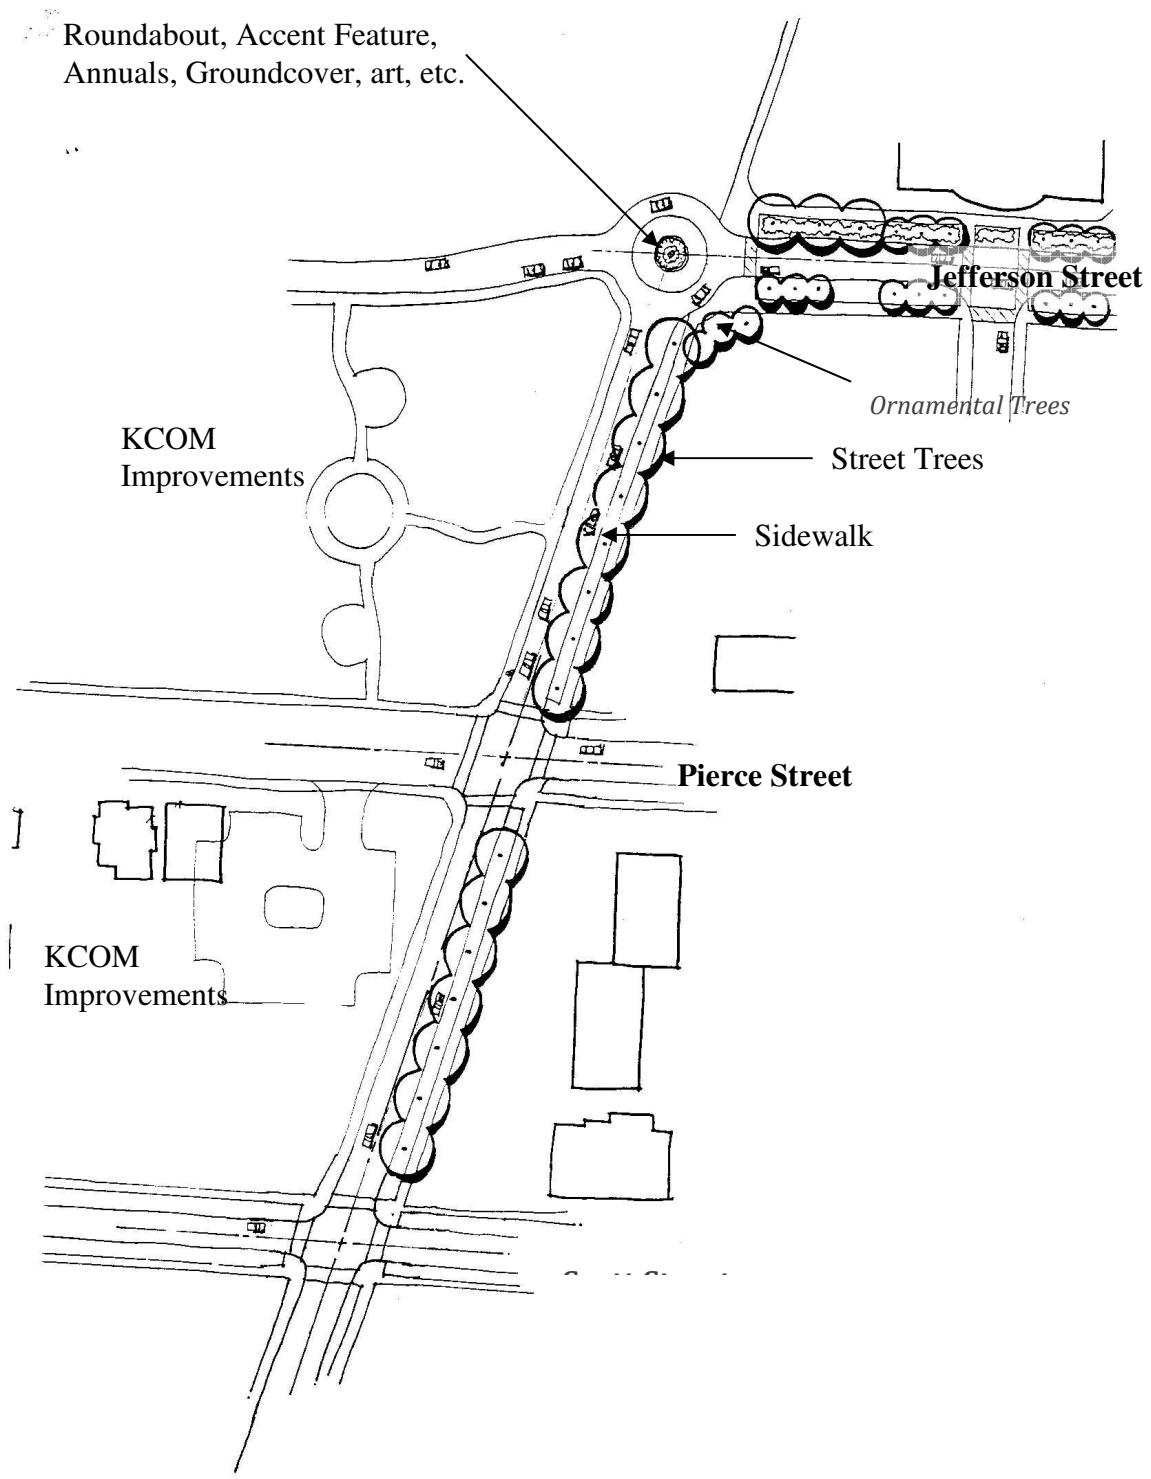 Roundabout, Accent Feature,
Annuals, Groundcover, art, etc.
Jefferson Street
Ornamental Trees
KCOM
Improvements
Street Trees
Sidewalk
Pierce Street
KCOM
Improvements